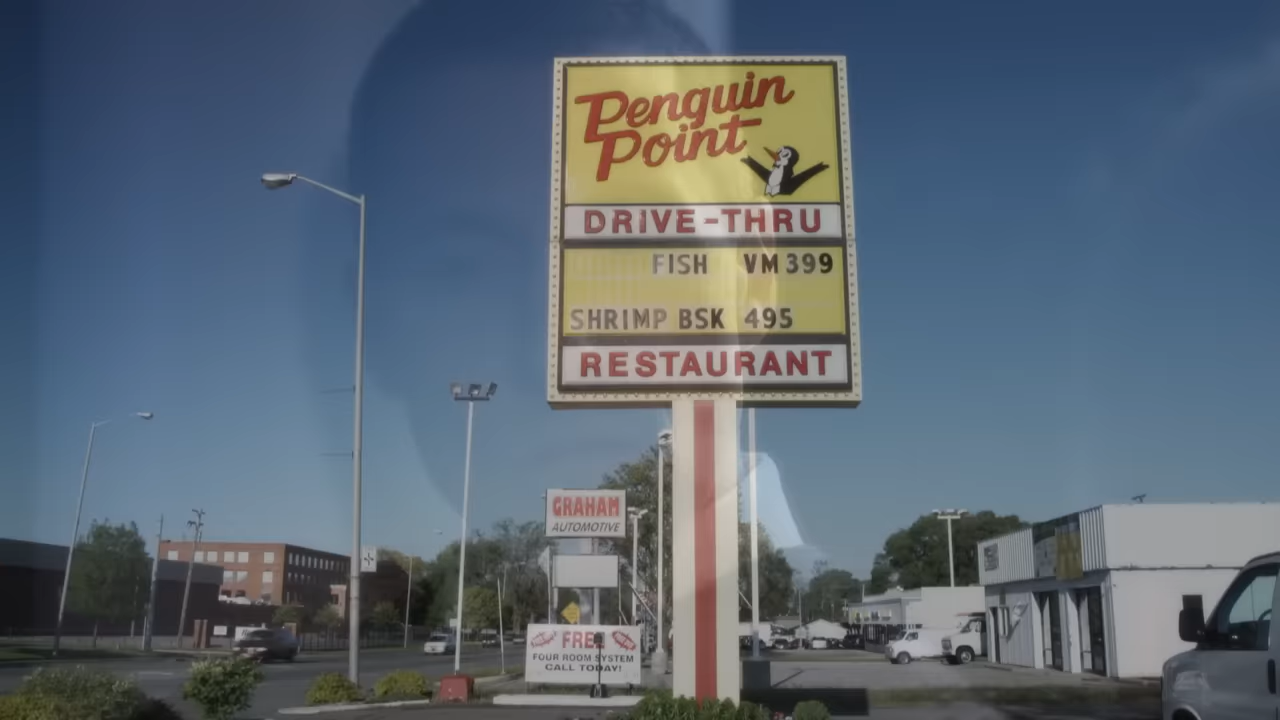 Penguin
Point
DRIVE-THRU
FISH VM 399
SHRIMP BSK 495
RESTAURANT
GRAHAM
AUTOMOTIVE
FREE
FOUR ROOM SYSTEM
CALL TODAY!